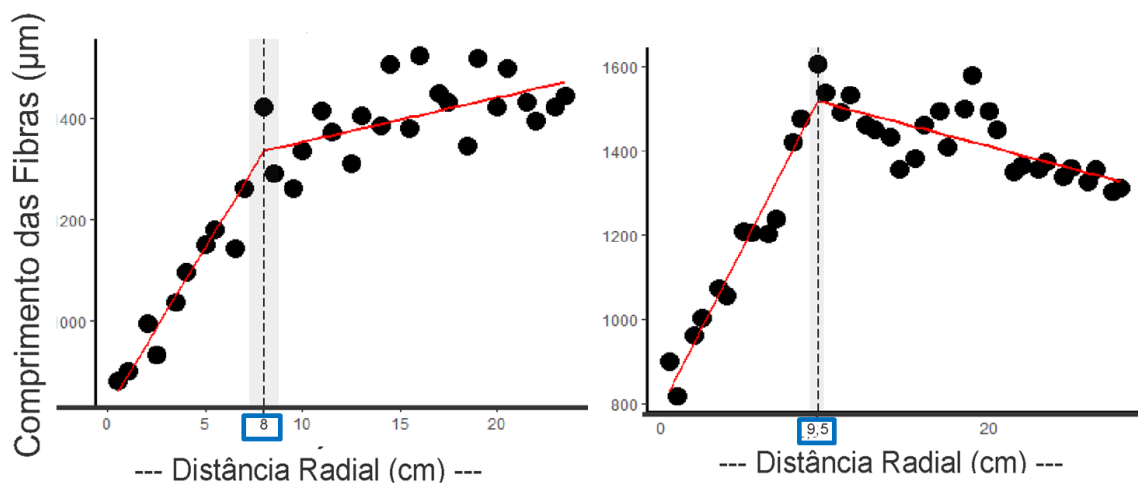 Comprimento das Fibras (µm)
400
200
000
0 5 8 10 15 20
--- Distância Radial (cm) ---
1600
1400
1200
1000
800
0 9,5 20
--- Distância Radial (cm) ---